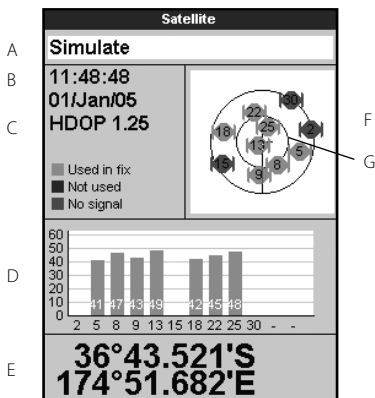 Satellite
A
Simulate
B
11:48:48
01/Jan/05
C
HDOP 1.25
F
G
30
22
25
2
18
13
5
15
8
9
Used in fix
Not used
No signal
D
60
50
40
30
20
10
0
41 47 43 49 42 45 48
2 5 8 9 13 15 18 22 25 30 - -
E
36°43.521'S
174°51.682'E